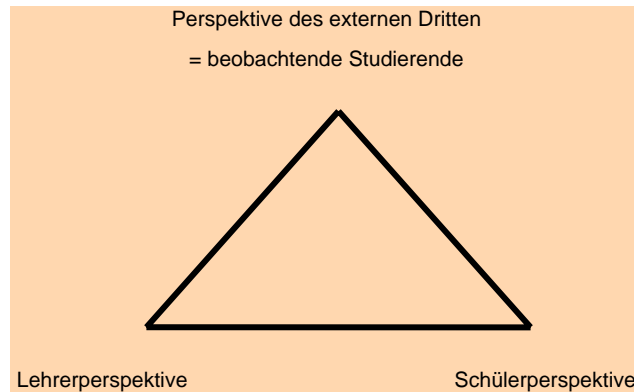 Perspektive des externen Dritten
= beobachtende Studierende
Lehrerperspektive
Schülerperspektive